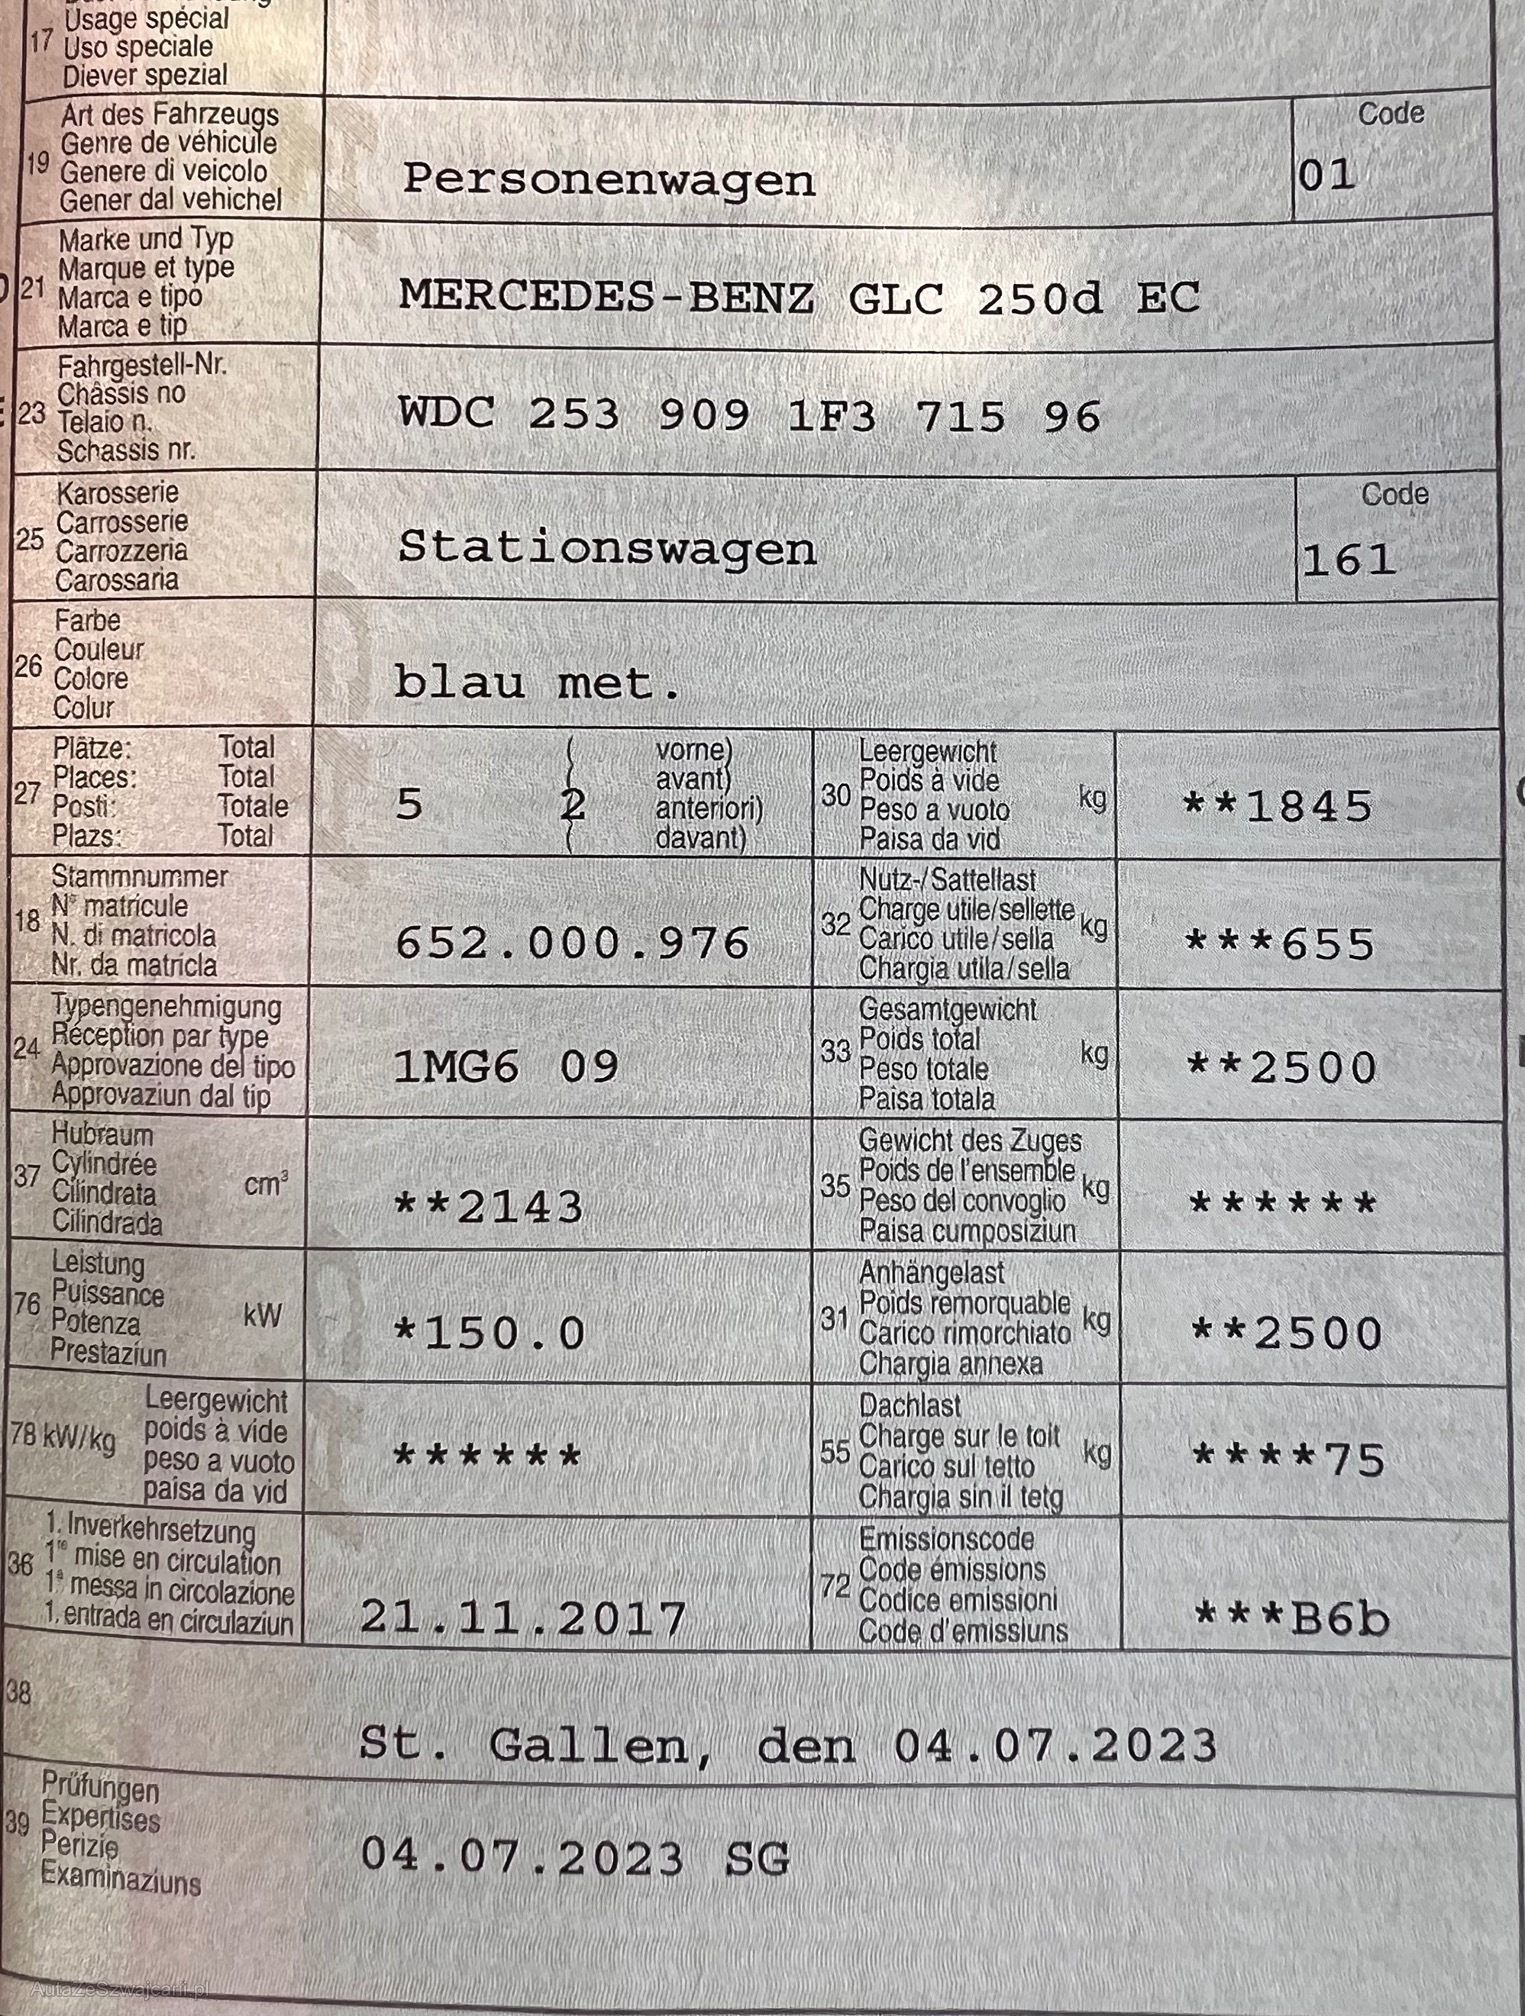 17 Usage spécial
Uso speciale
Diever spezial
19 Art des Fahrzeugs
Genre de véhicule
Genere di veicolo
Gener dal vehichel
Personenwagen
Code
01
21 Marke und Typ
Marque et type
Marca e tipo
Marca e tip
MERCEDES-BENZ GLC 250d EC
23 Fahrgestell-Nr.
Châssis no
Telaio n.
Schassis nr.
WDC 253 909 1F3 715 96
25 Karosserie
Carrosserie
Carrozzeria
Carossaria
Stationswagen
Code
161
26 Farbe
Couleur
Colore
Colur
blau met.
27 Plätze: Total
Places: Total
Posti: Totale
Plazs: Total
5 ( 2 ( vorne)
avant)
anteriori)
davant)
30 Leergewicht
Poids à vide
Peso a vuoto
Paisa da vid
kg
**1845
18 Stammnummer
N° matricule
N. di matricola
Nr. da matricla
652.000.976
32 Nutz-/Sattellast
Charge utile/sellette
Carico utile/sella
Chargia utila/sella
kg
***655
24 Typengenehmigung
Réception par type
Approvazione del tipo
Approvaziun dal tip
1MG6 09
33 Gesamtgewicht
Poids total
Peso totale
Paisa totala
kg
**2500
37 Hubraum
Cylindrée
Cilindrata
Cilindrada
cm³
**2143
35 Gewicht des Zuges
Poids de l'ensemble
Peso del convoglio
Paisa cumposiziun
kg
******
76 Leistung
Puissance
Potenza
Prestaziun
kW
*150.0
31 Anhängelast
Poids remorquable
Carico rimorchiato
Chargia annexa
kg
**2500
78 kW/kg Leergewicht
poids à vide
peso a vuoto
paisa da vid
******
55 Dachlast
Charge sur le toit
Carico sul tetto
Chargia sin il tetg
kg
****75
36 1. Inverkehrsetzung
1re mise en circulation
1a messa in circolazione
1. entrada en circulaziun
21.11.2017
72 Emissionscode
Code émissions
Codice emissioni
Code d'emissiuns
***B6b
38
St. Gallen, den 04.07.2023
39 Prüfungen
Expertises
Perizie
Examinaziuns
04.07.2023 SG
AutaZeSzwajcarii.pl